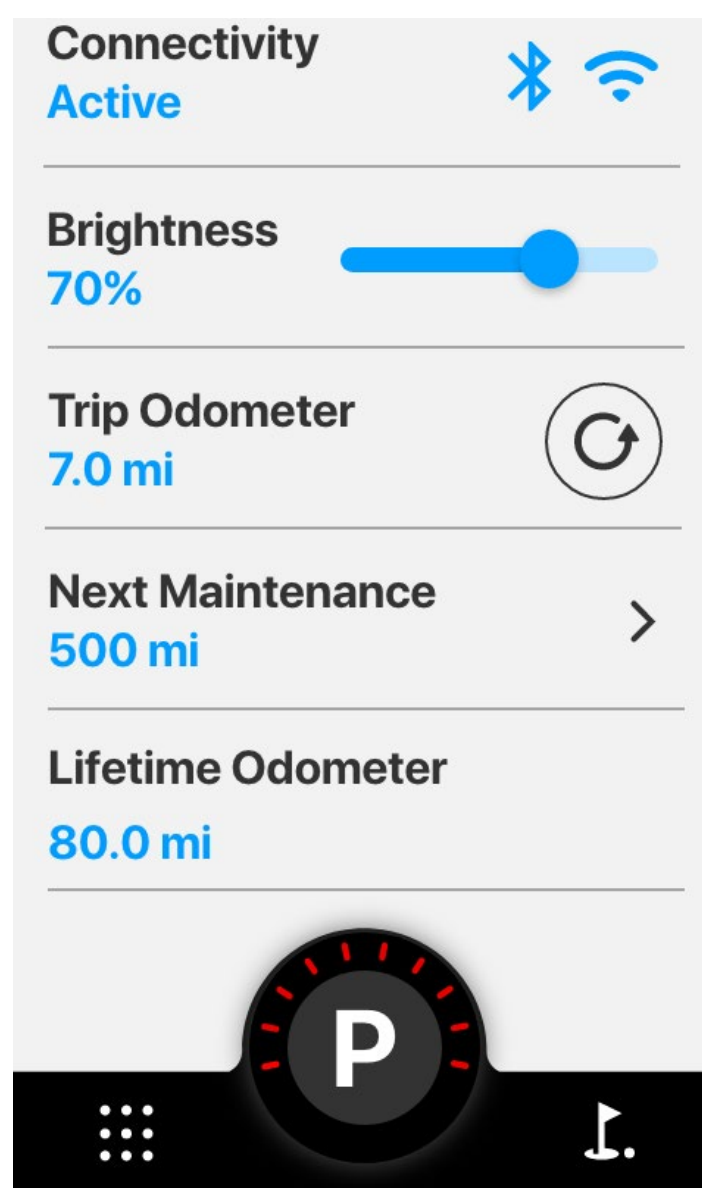 Connectivity
Active
Brightness
70%
Trip Odometer
7.0 mi
Next Maintenance
500 mi
Lifetime Odometer
80.0 mi
P